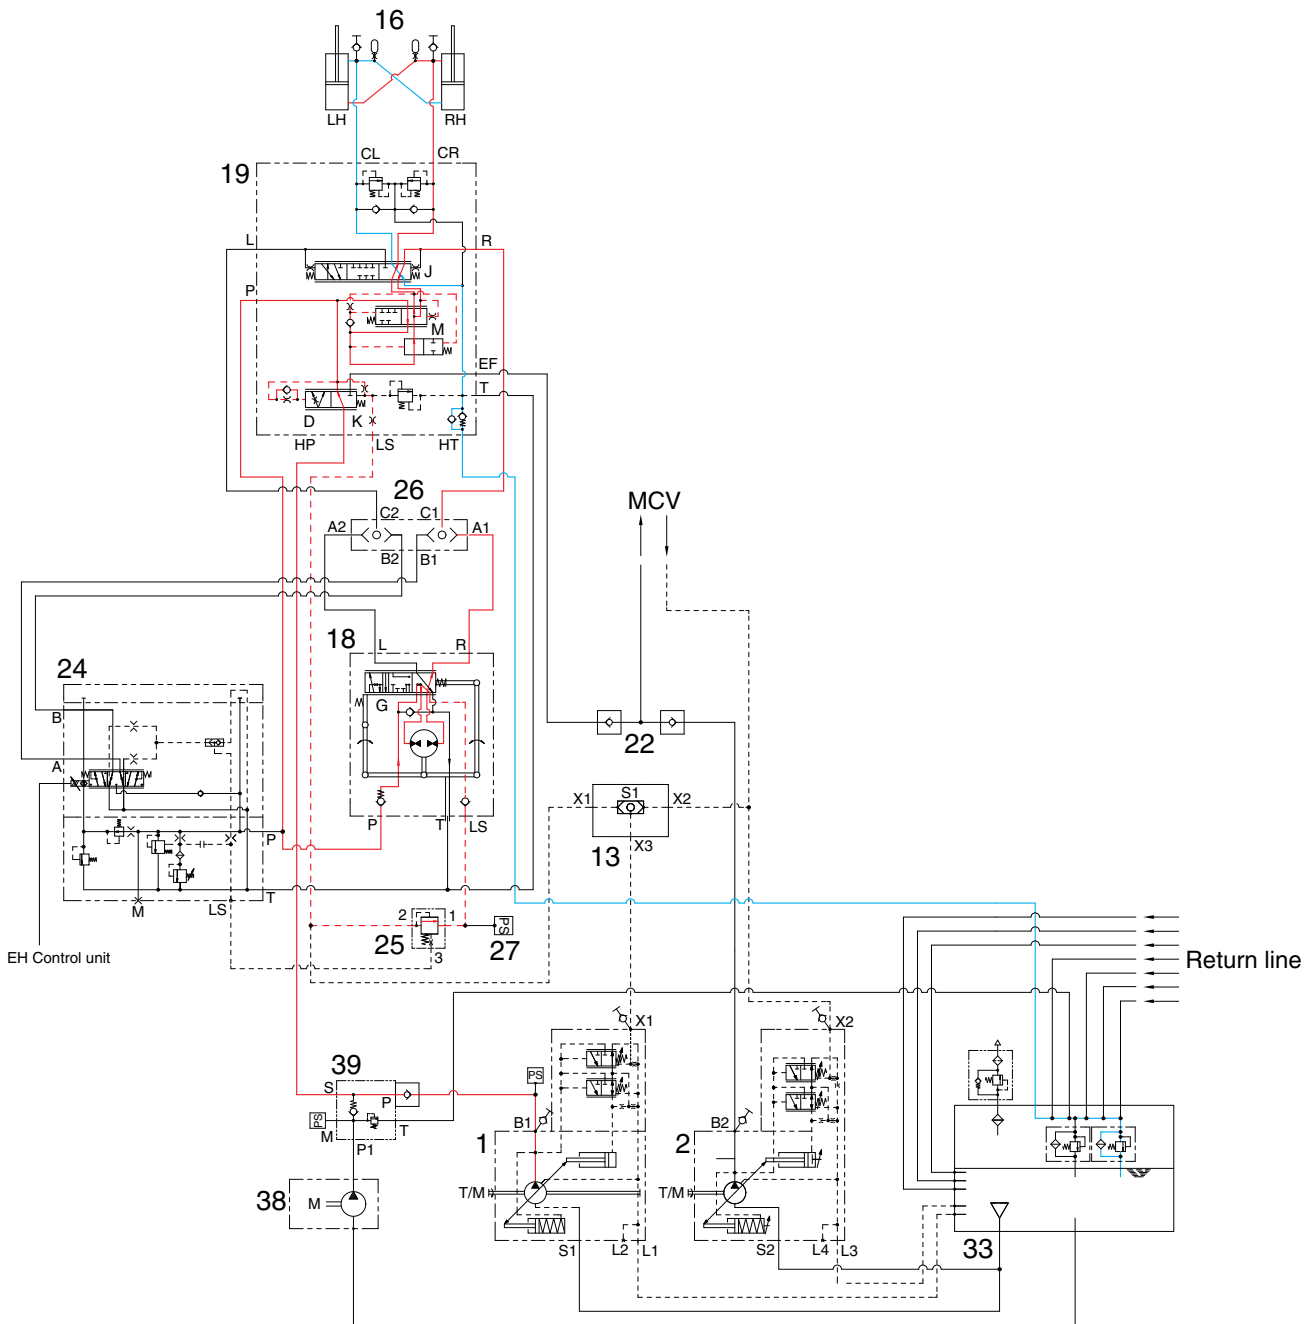 16
LH
RH
CL
CR
19
L
R
J
P
M
EF
T
D
K
HP
LS
HT
26
MCV
C2
C1
A2
A1
B2
B1
18
L
R
24
G
B
22
A
S1
X1
X2
P
T
LS
P
13
X3
T
M
LS
2
1
PS
25
27
3
EH Control unit
Return line
X1
X2
39
PS
S
P
PS
B1
B2
M
T
1
2
P1
T/M
T/M
38
M
S1
L2
L1
S2
L4
L3
33